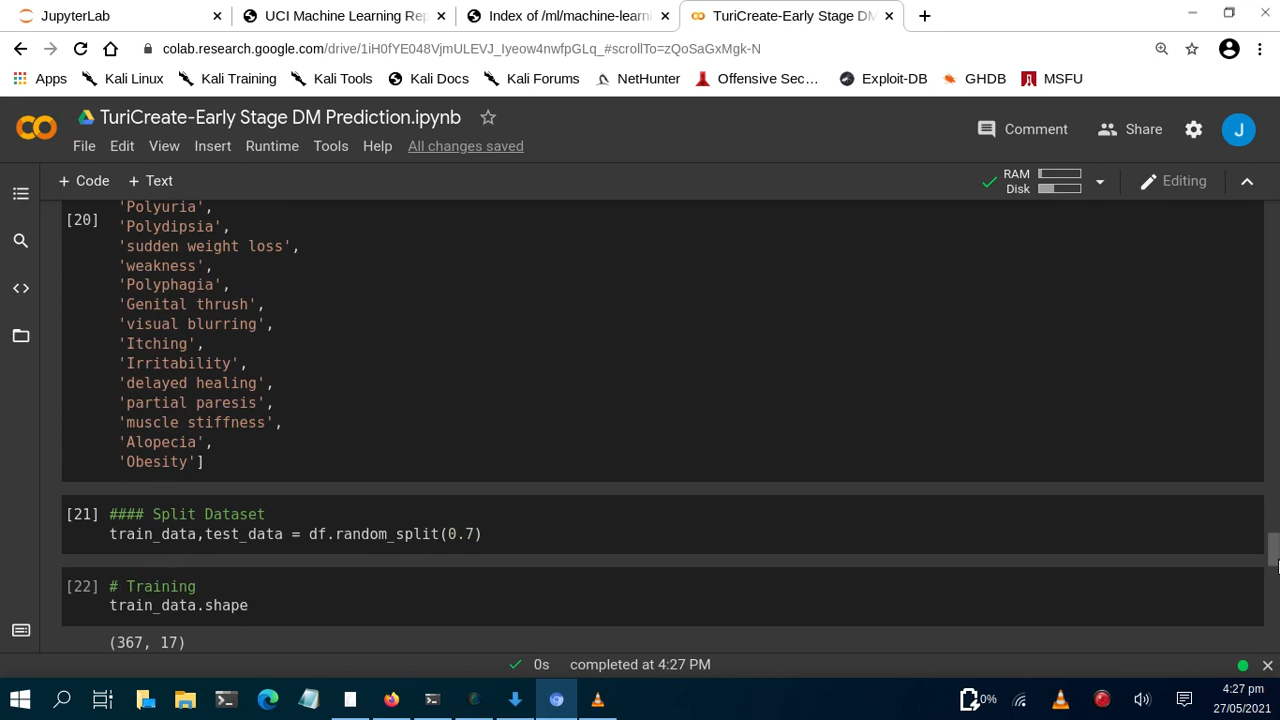 JupyterLab
UCI Machine Learning Rep
Index of /ml/machine-learni
TuriCreate-Early Stage DM
colab.research.google.com/drive/1iH0fYE048VjmULEVJ_Iyeow4nwfpGLq_#scrollTo=zQoSaGxMgk-N
Apps
Kali Linux
Kali Training
Kali Tools
Kali Docs
Kali Forums
NetHunter
Offensive Sec...
Exploit-DB
GHDB
MSFU
TuriCreate-Early Stage DM Prediction.ipynb
Comment
Share
J
File Edit View Insert Runtime Tools Help All changes saved
+ Code + Text
RAM
Disk
Editing
'Polyuria',
[20]
'Polydipsia',
'sudden weight loss',
'weakness',
'Polyphagia',
'Genital thrush',
'visual blurring',
'Itching',
'Irritability',
'delayed healing',
'partial paresis',
'muscle stiffness',
'Alopecia',
'Obesity']
[21] #### Split Dataset
train_data,test_data = df.random_split(0.7)
[22] # Training
train_data.shape
(367, 17)
0s completed at 4:27 PM
0%
4:27 pm
27/05/2021